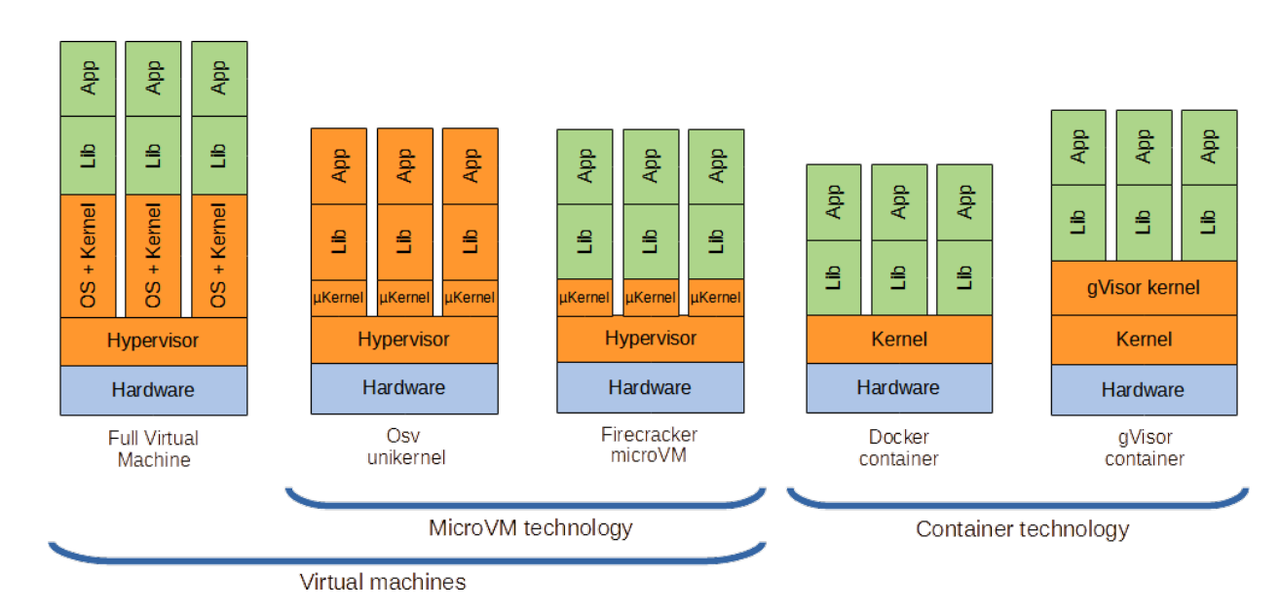 App App App
Lib Lib Lib
OS + Kernel OS + Kernel OS + Kernel
Hypervisor
Hardware
Full Virtual
Machine
App App App
Lib Lib Lib
µKernel µKernel µKernel
Hypervisor
Hardware
Osv
unikernel
App App App
Lib Lib Lib
µKernel µKernel µKernel
Hypervisor
Hardware
Firecracker
microVM
App App App
Lib Lib Lib
Kernel
Hardware
Docker
container
App App App
Lib Lib Lib
gVisor kernel
Kernel
Hardware
gVisor
container
MicroVM technology
Container technology
Virtual machines